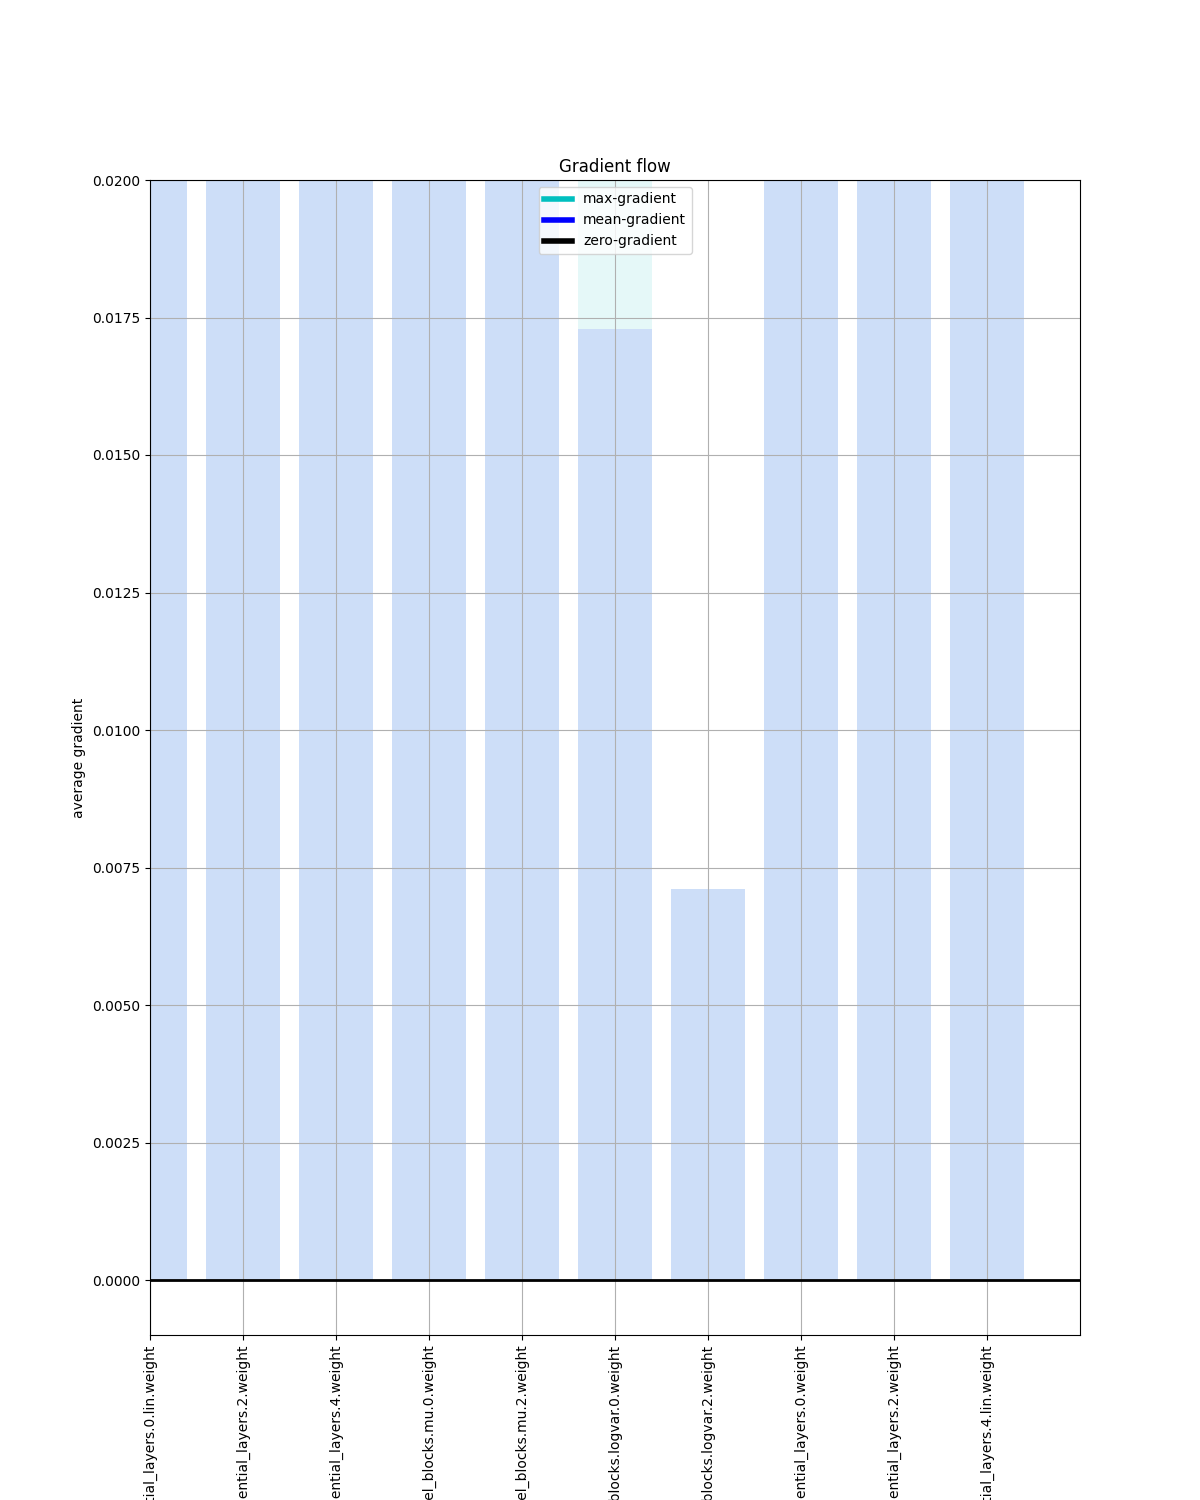 Gradient flow
max-gradient
mean-gradient
zero-gradient
0.0200
0.0175
0.0150
0.0125
0.0100
0.0075
0.0050
0.0025
0.0000
average gradient
tial_layers.0.lin.weight
ential_layers.2.weight
ential_layers.4.weight
el_blocks.mu.0.weight
el_blocks.mu.2.weight
blocks.logvar.0.weight
blocks.logvar.2.weight
ential_layers.0.weight
ential_layers.2.weight
tial_layers.4.lin.weight